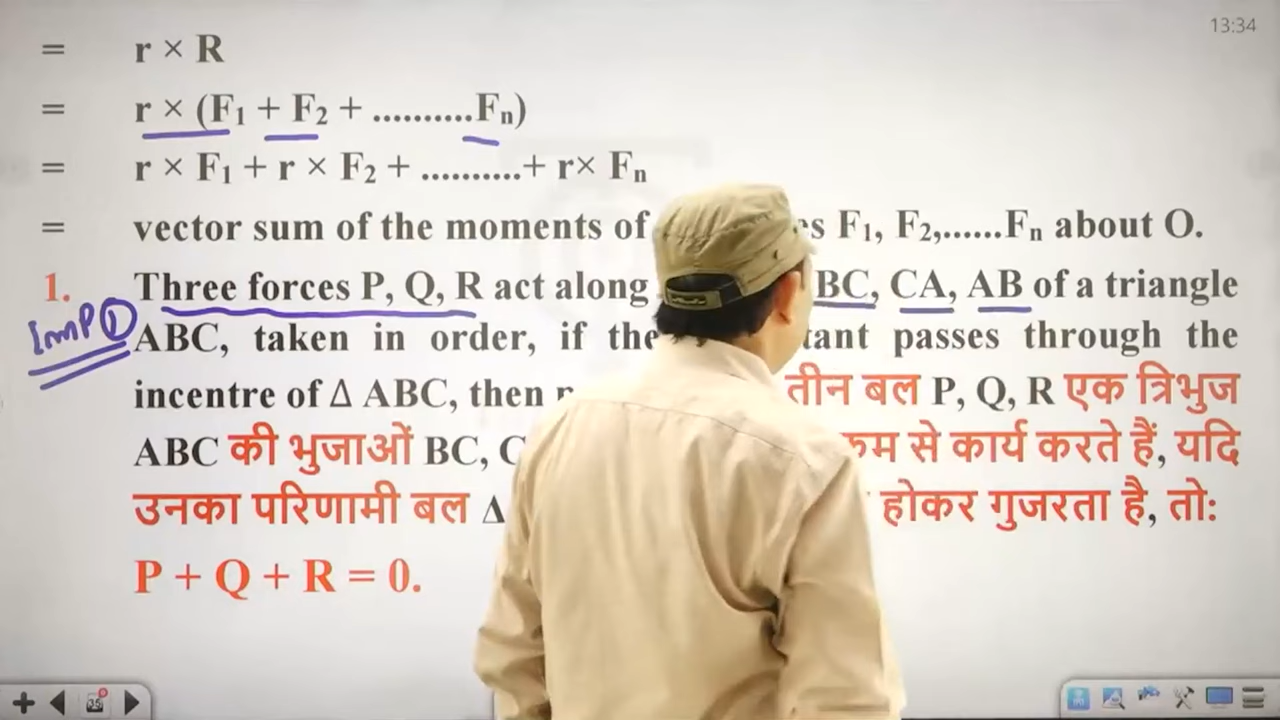 13:34
= r × R
= r × (F₁ + F₂ + ..........Fₙ)
= r × F₁ + r × F₂ + ..........+ r× Fₙ
= vector sum of the moments of F₁, F₂,......Fₙ about O.
1. Three forces P, Q, R act along BC, CA, AB of a triangle
ImP ① ABC, taken in order, if the passes through the
incentre of Δ ABC, then तीन बल P, Q, R एक त्रिभुज
ABC की भुजाओं BC, से कार्य करते हैं, यदि
उनका परिणामी बल Δ होकर गुजरता है, तो:
P + Q + R = 0.